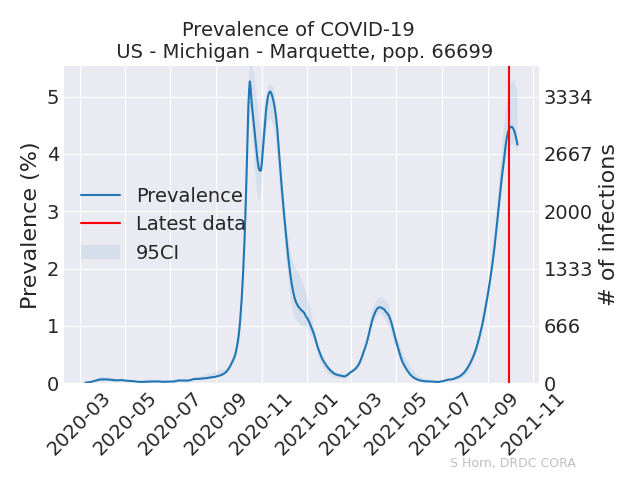 Prevalence of COVID-19
US - Michigan - Marquette, pop. 66699
Prevalence (%)
5
4
3
2
1
0
3334
2667
2000
1333
666
0
# of infections
Prevalence
Latest data
95CI
2020-03
2020-05
2020-07
2020-09
2020-11
2021-01
2021-03
2021-05
2021-07
2021-09
2021-11
S Horn, DRDC CORA